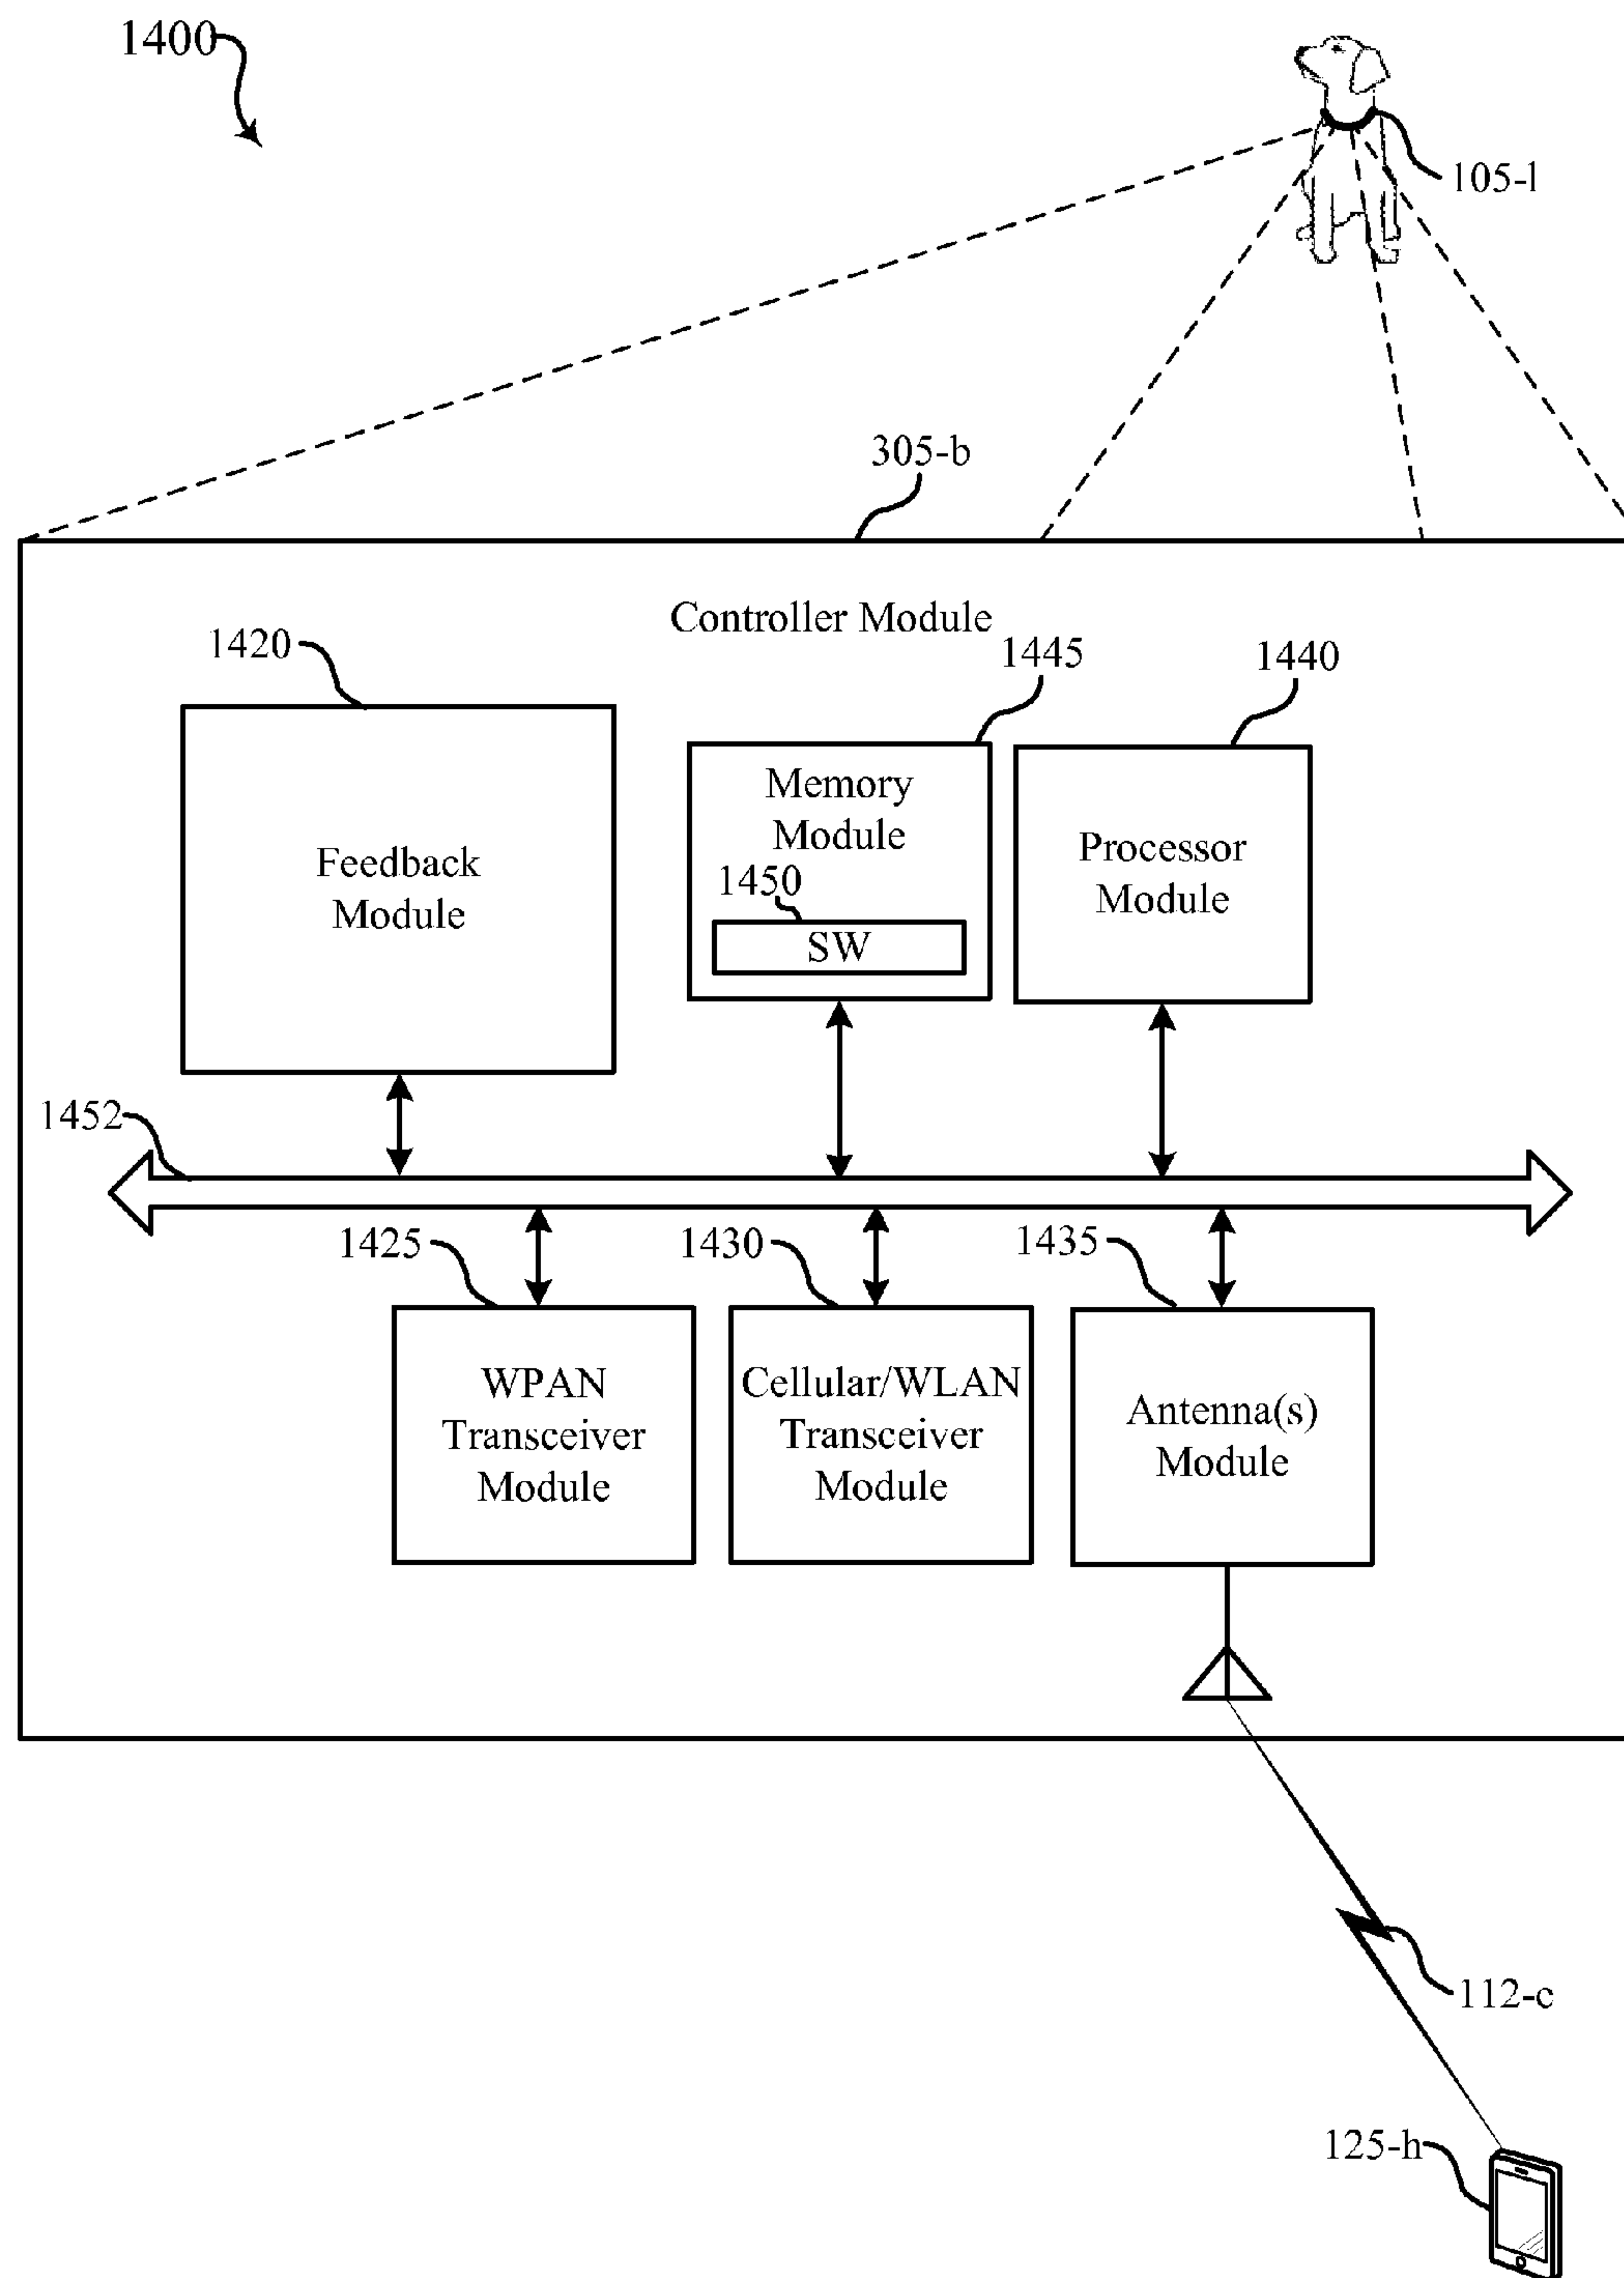 1400
105-l
305-b
Controller Module
1420
1445
1440
Feedback
Module
Memory
Module
1450
SW
Processor
Module
1452
1425
1430
1435
WPAN
Transceiver
Module
Cellular/WLAN
Transceiver
Module
Antenna(s)
Module
112-c
125-h